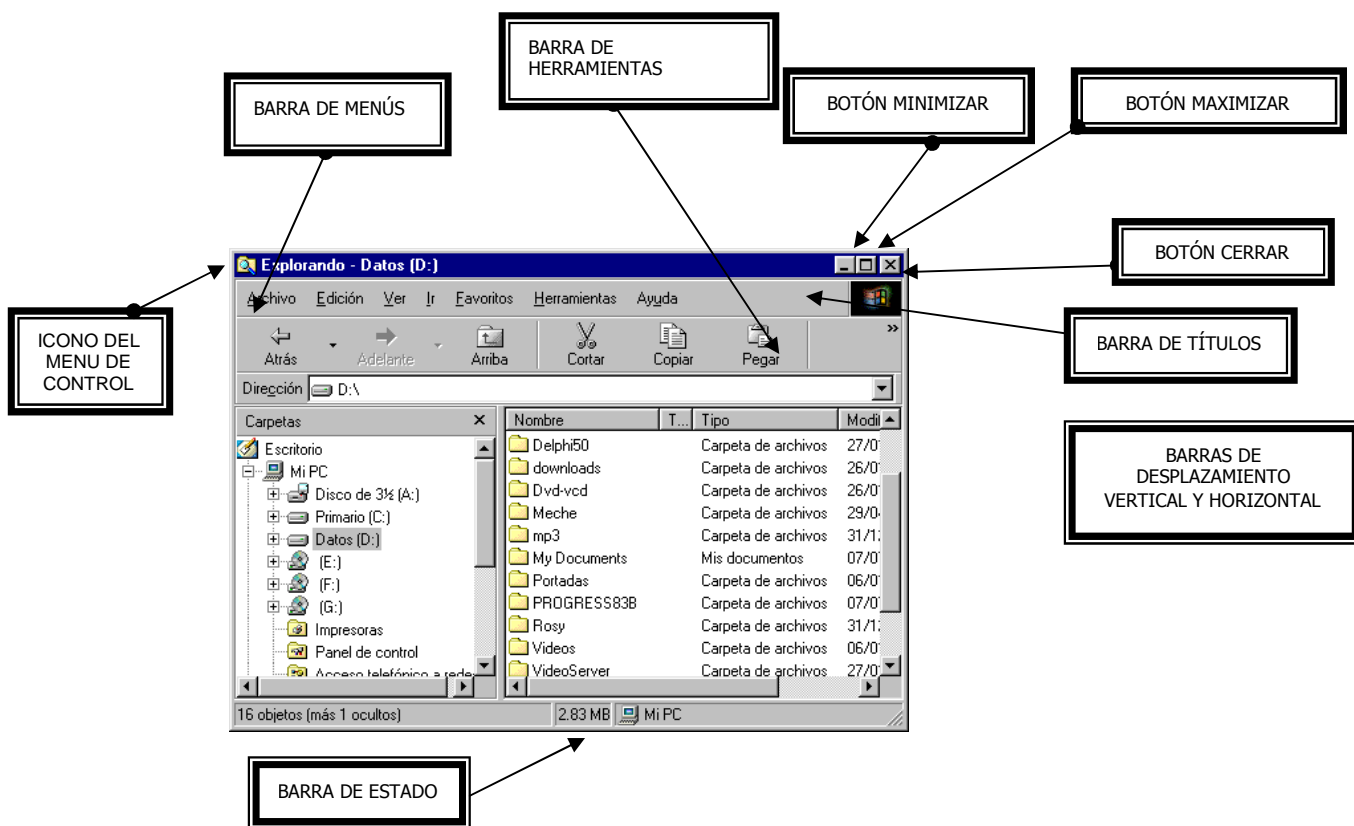 BARRA DE
HERRAMIENTAS
BARRA DE MENÚS
BOTÓN MINIMIZAR
BOTÓN MAXIMIZAR
BOTÓN CERRAR
ICONO DEL
MENU DE
CONTROL
BARRA DE TÍTULOS
BARRAS DE
DESPLAZAMIENTO
VERTICAL Y HORIZONTAL
Explorando - Datos (D:)
Archivo Edición Ver Ir Favoritos Herramientas Ayuda
Atrás Adelante Arriba Cortar Copiar Pegar »
Dirección D:\
Carpetas
Escritorio
Mi PC
Disco de 3½ (A:)
Primario (C:)
Datos (D:)
(E:)
(F:)
(G:)
Impresoras
Panel de control
Acceso telefónico a rede
Nombre T... Tipo Modif
Delphi50 Carpeta de archivos 27/0
downloads Carpeta de archivos 26/0
Dvd-vcd Carpeta de archivos 26/0
Meche Carpeta de archivos 29/0
mp3 Carpeta de archivos 31/1
My Documents Mis documentos 07/0
Portadas Carpeta de archivos 06/0
PROGRESS83B Carpeta de archivos 07/0
Rosy Carpeta de archivos 31/1
Videos Carpeta de archivos 06/0
VideoServer Carpeta de archivos 27/0
16 objetos (más 1 ocultos) 2.83 MB Mi PC
BARRA DE ESTADO